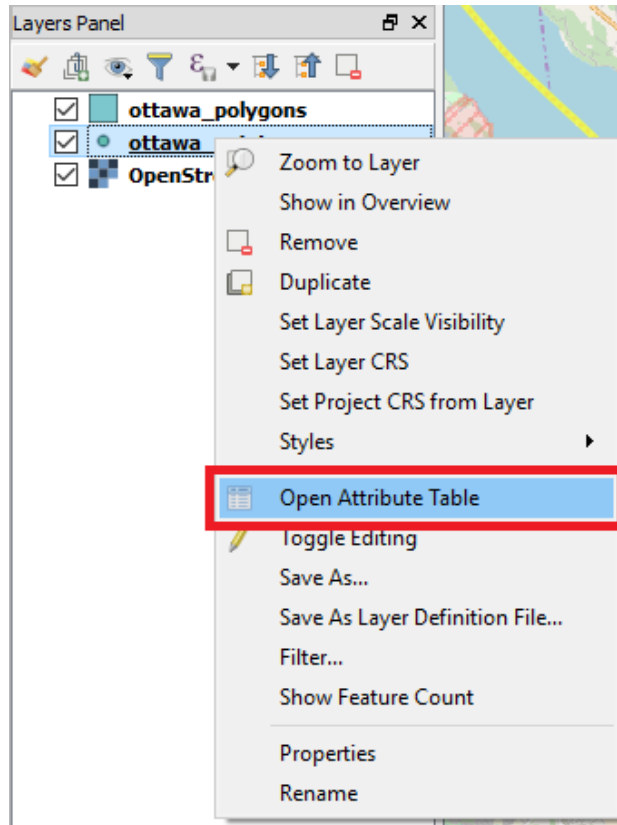 Layers Panel
ottawa_polygons
ottawa_
OpenStr
Zoom to Layer
Show in Overview
Remove
Duplicate
Set Layer Scale Visibility
Set Layer CRS
Set Project CRS from Layer
Styles
Open Attribute Table
Toggle Editing
Save As...
Save As Layer Definition File...
Filter...
Show Feature Count
Properties
Rename